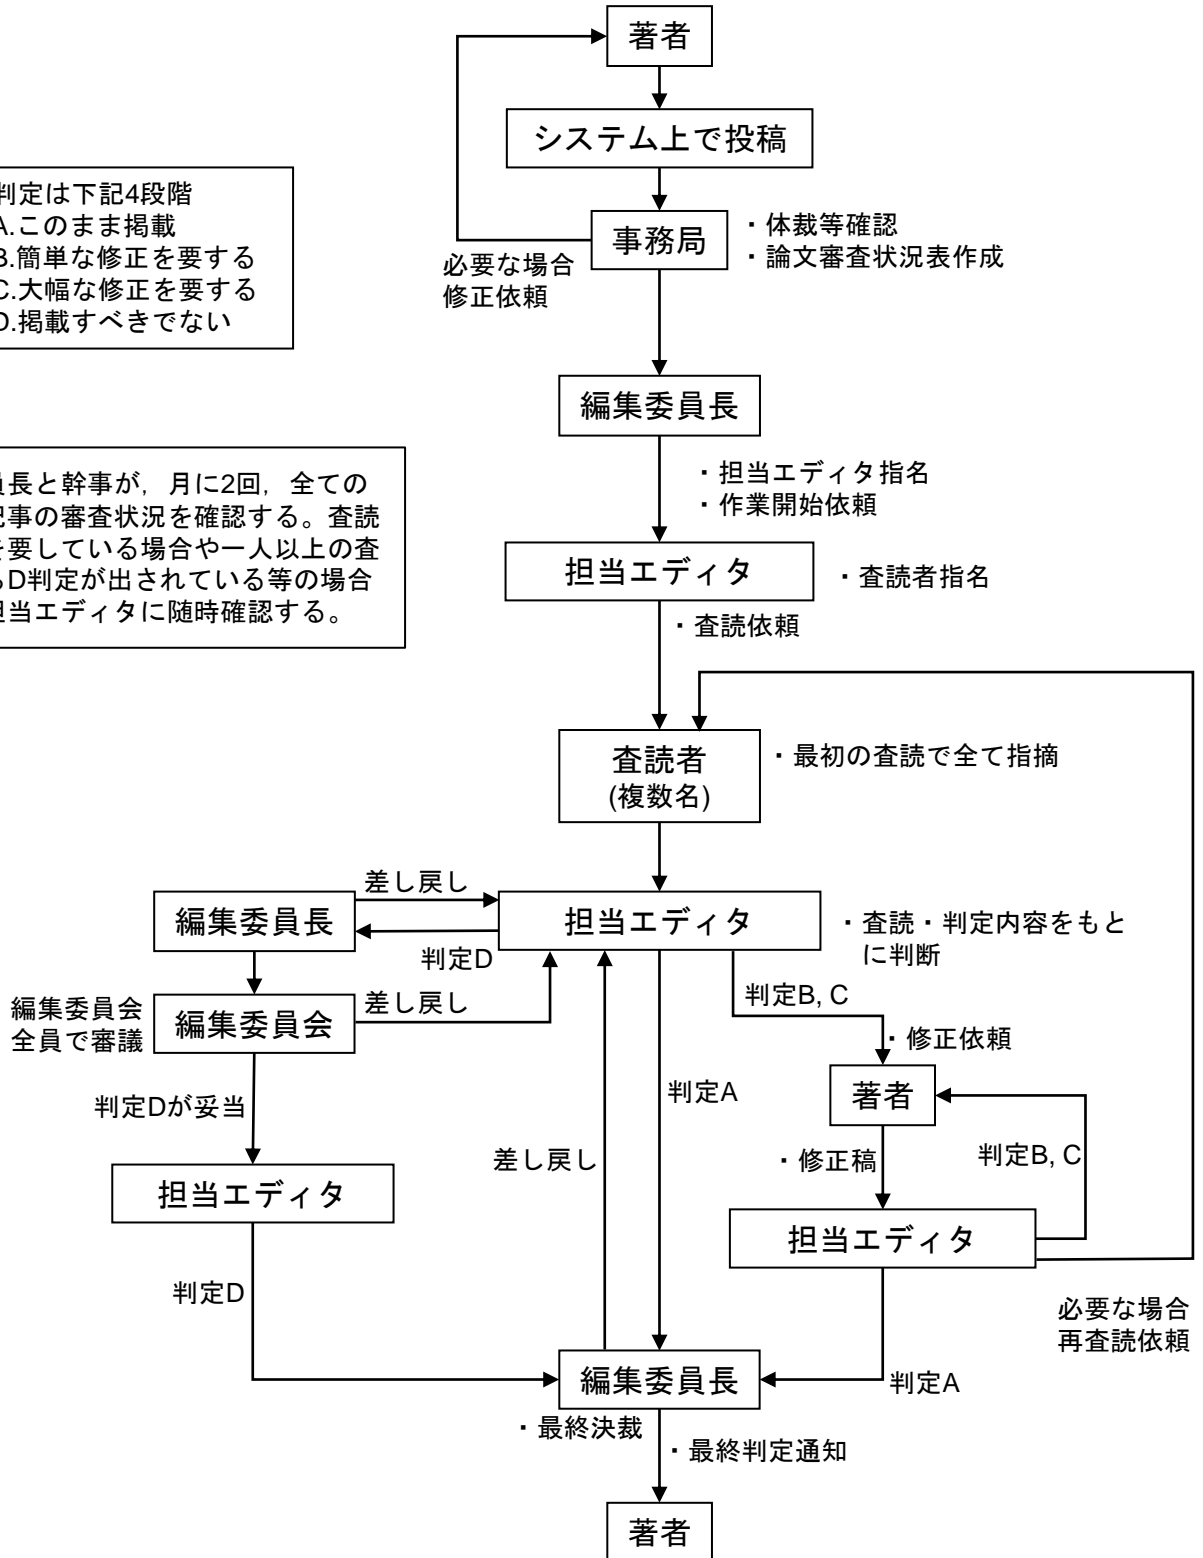 著者
システム上で投稿
事務局
・体裁等確認
・論文審査状況表作成
必要な場合
修正依頼
判定は下記4段階
A.このまま掲載
B.簡単な修正を要する
C.大幅な修正を要する
D.掲載すべきでない
編集委員長
・担当エディタ指名
・作業開始依頼
員長と幹事が，月に2回，全ての
記事の審査状況を確認する。査読
を要している場合や一人以上の査
らD判定が出されている等の場合
担当エディタに随時確認する。
担当エディタ
・査読者指名
・査読依頼
査読者
(複数名)
・最初の査読で全て指摘
編集委員長
差し戻し
判定D
担当エディタ
・査読・判定内容をもと
に判断
編集委員会
全員で審議
編集委員会
差し戻し
判定B, C
・修正依頼
著者
判定Dが妥当
判定A
差し戻し
・修正稿
判定B, C
担当エディタ
担当エディタ
判定D
必要な場合
再査読依頼
編集委員長
判定A
・最終決裁
・最終判定通知
著者